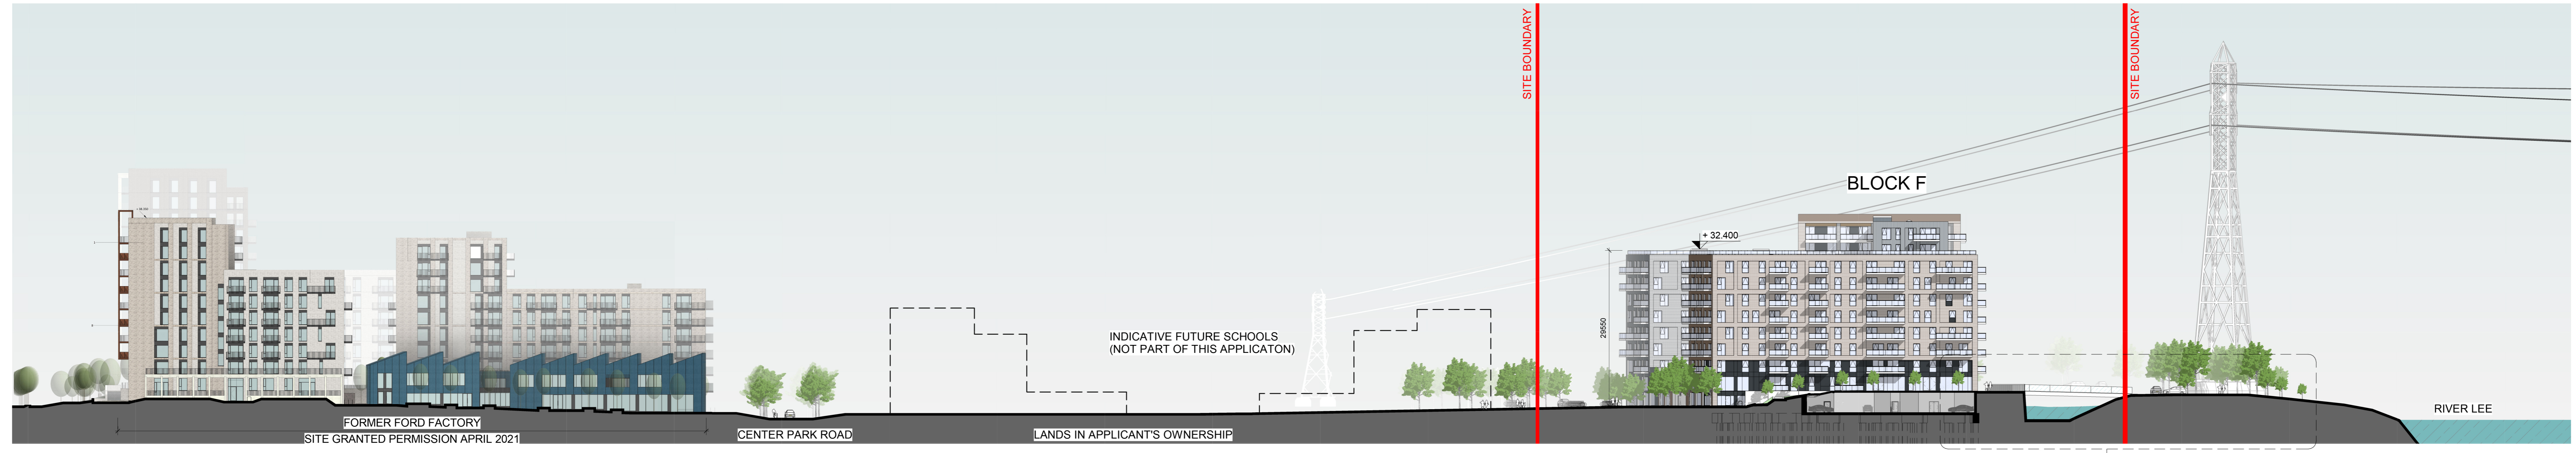 SITE BOUNDARY
SITE BOUNDARY
BLOCK F
+ 32.400
29550
INDICATIVE FUTURE SCHOOLS
(NOT PART OF THIS APPLICATON)
FORMER FORD FACTORY
SITE GRANTED PERMISSION APRIL 2021
CENTER PARK ROAD
LANDS IN APPLICANT'S OWNERSHIP
RIVER LEE